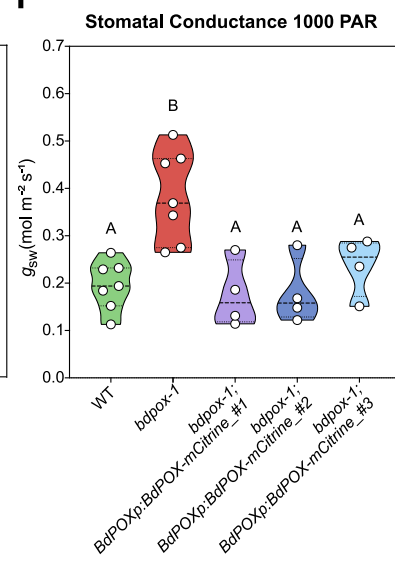 Stomatal Conductance 1000 PAR
0.7
0.6
0.5
0.4
0.3
0.2
0.1
0.0
gsw(mol m⁻² s⁻¹)
A
B
A
A
A
WT
bdpox-1
bdpox-1;
BdPOXp:BdPOX-mCitrine_#1
bdpox-1;
BdPOXp:BdPOX-mCitrine_#2
bdpox-1;
BdPOXp:BdPOX-mCitrine_#3